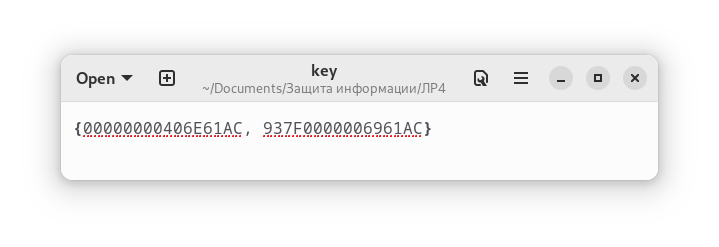 Open
key
~/Documents/Защита информации/ЛР4
{00000000406E61AC, 937F0000006961AC}